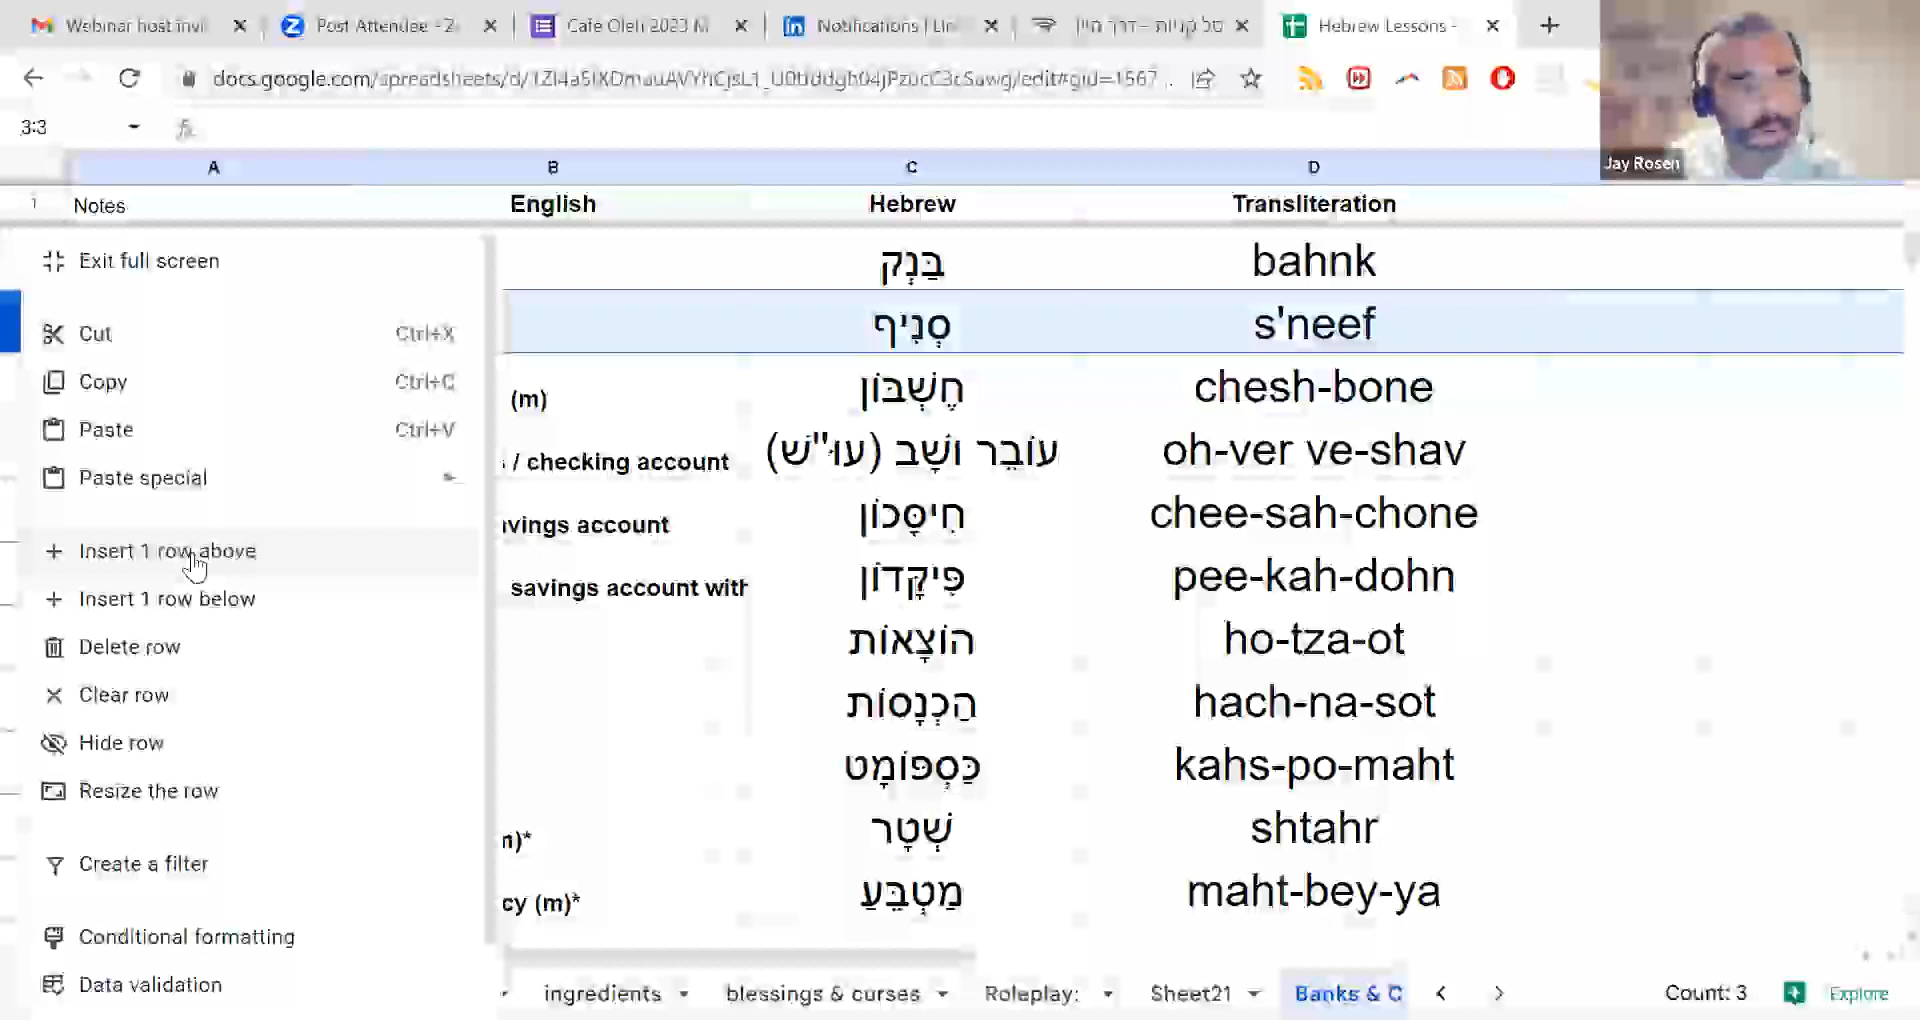 Webinar host invi
Post Attendee - Z
Cafe Oleh 2023 M
Notifications | Lin
סל קניות - דרך היין
Hebrew Lessons -
3:3
A B C D
Jay Rosen
1 Notes English Hebrew Transliteration
Exit full screen
בַּנְק bahnk
Cut Ctrl+X
סְנִיף s'neef
Copy Ctrl+C
(m) חֶשְׁבּוֹן chesh-bone
Paste Ctrl+V
/ checking account עוֹבֵר וּשָׁב (עוּ"שׁ) oh-ver ve-shav
Paste special
avings account חִיסָּכוֹן chee-sah-chone
Insert 1 row above
savings account with פִּיקָּדוֹן pee-kah-dohn
Insert 1 row below
Delete row
הוֹצָאוֹת ho-tza-ot
Clear row
הַכְנָסוֹת hach-na-sot
Hide row
כַּסְפּוֹמָט kahs-po-maht
Resize the row
n)* שְׁטָר shtahr
Create a filter
cy (m)* מַטְבֵּעַ maht-bey-ya
Conditional formatting
Data validation
ingredients
blessings & curses
Roleplay:
Sheet21
Banks & C
Count: 3
Explore